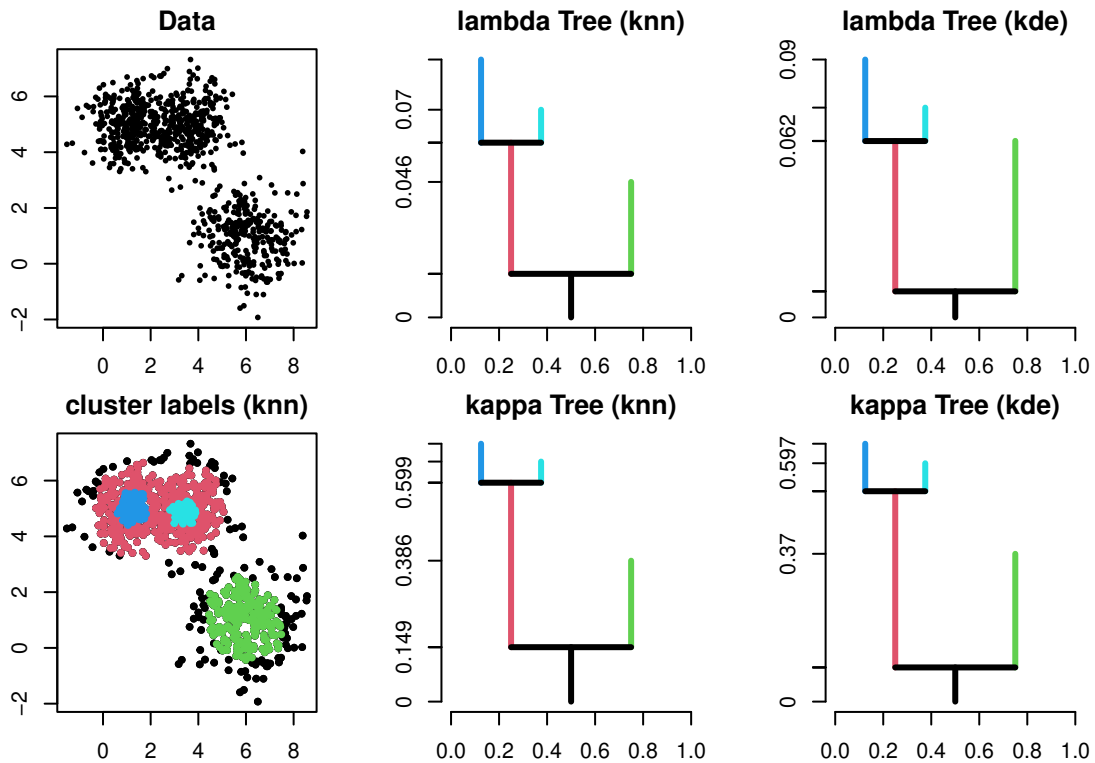 Data
6
4
2
0
−2
0 2 4 6 8
lambda Tree (knn)
0.07
0.046
0
0.0 0.2 0.4 0.6 0.8 1.0
lambda Tree (kde)
0.09
0.062
0
0.0 0.2 0.4 0.6 0.8 1.0
cluster labels (knn)
6
4
2
0
−2
0 2 4 6 8
kappa Tree (knn)
0.599
0.386
0.149
0
0.0 0.2 0.4 0.6 0.8 1.0
kappa Tree (kde)
0.597
0.37
0
0.0 0.2 0.4 0.6 0.8 1.0